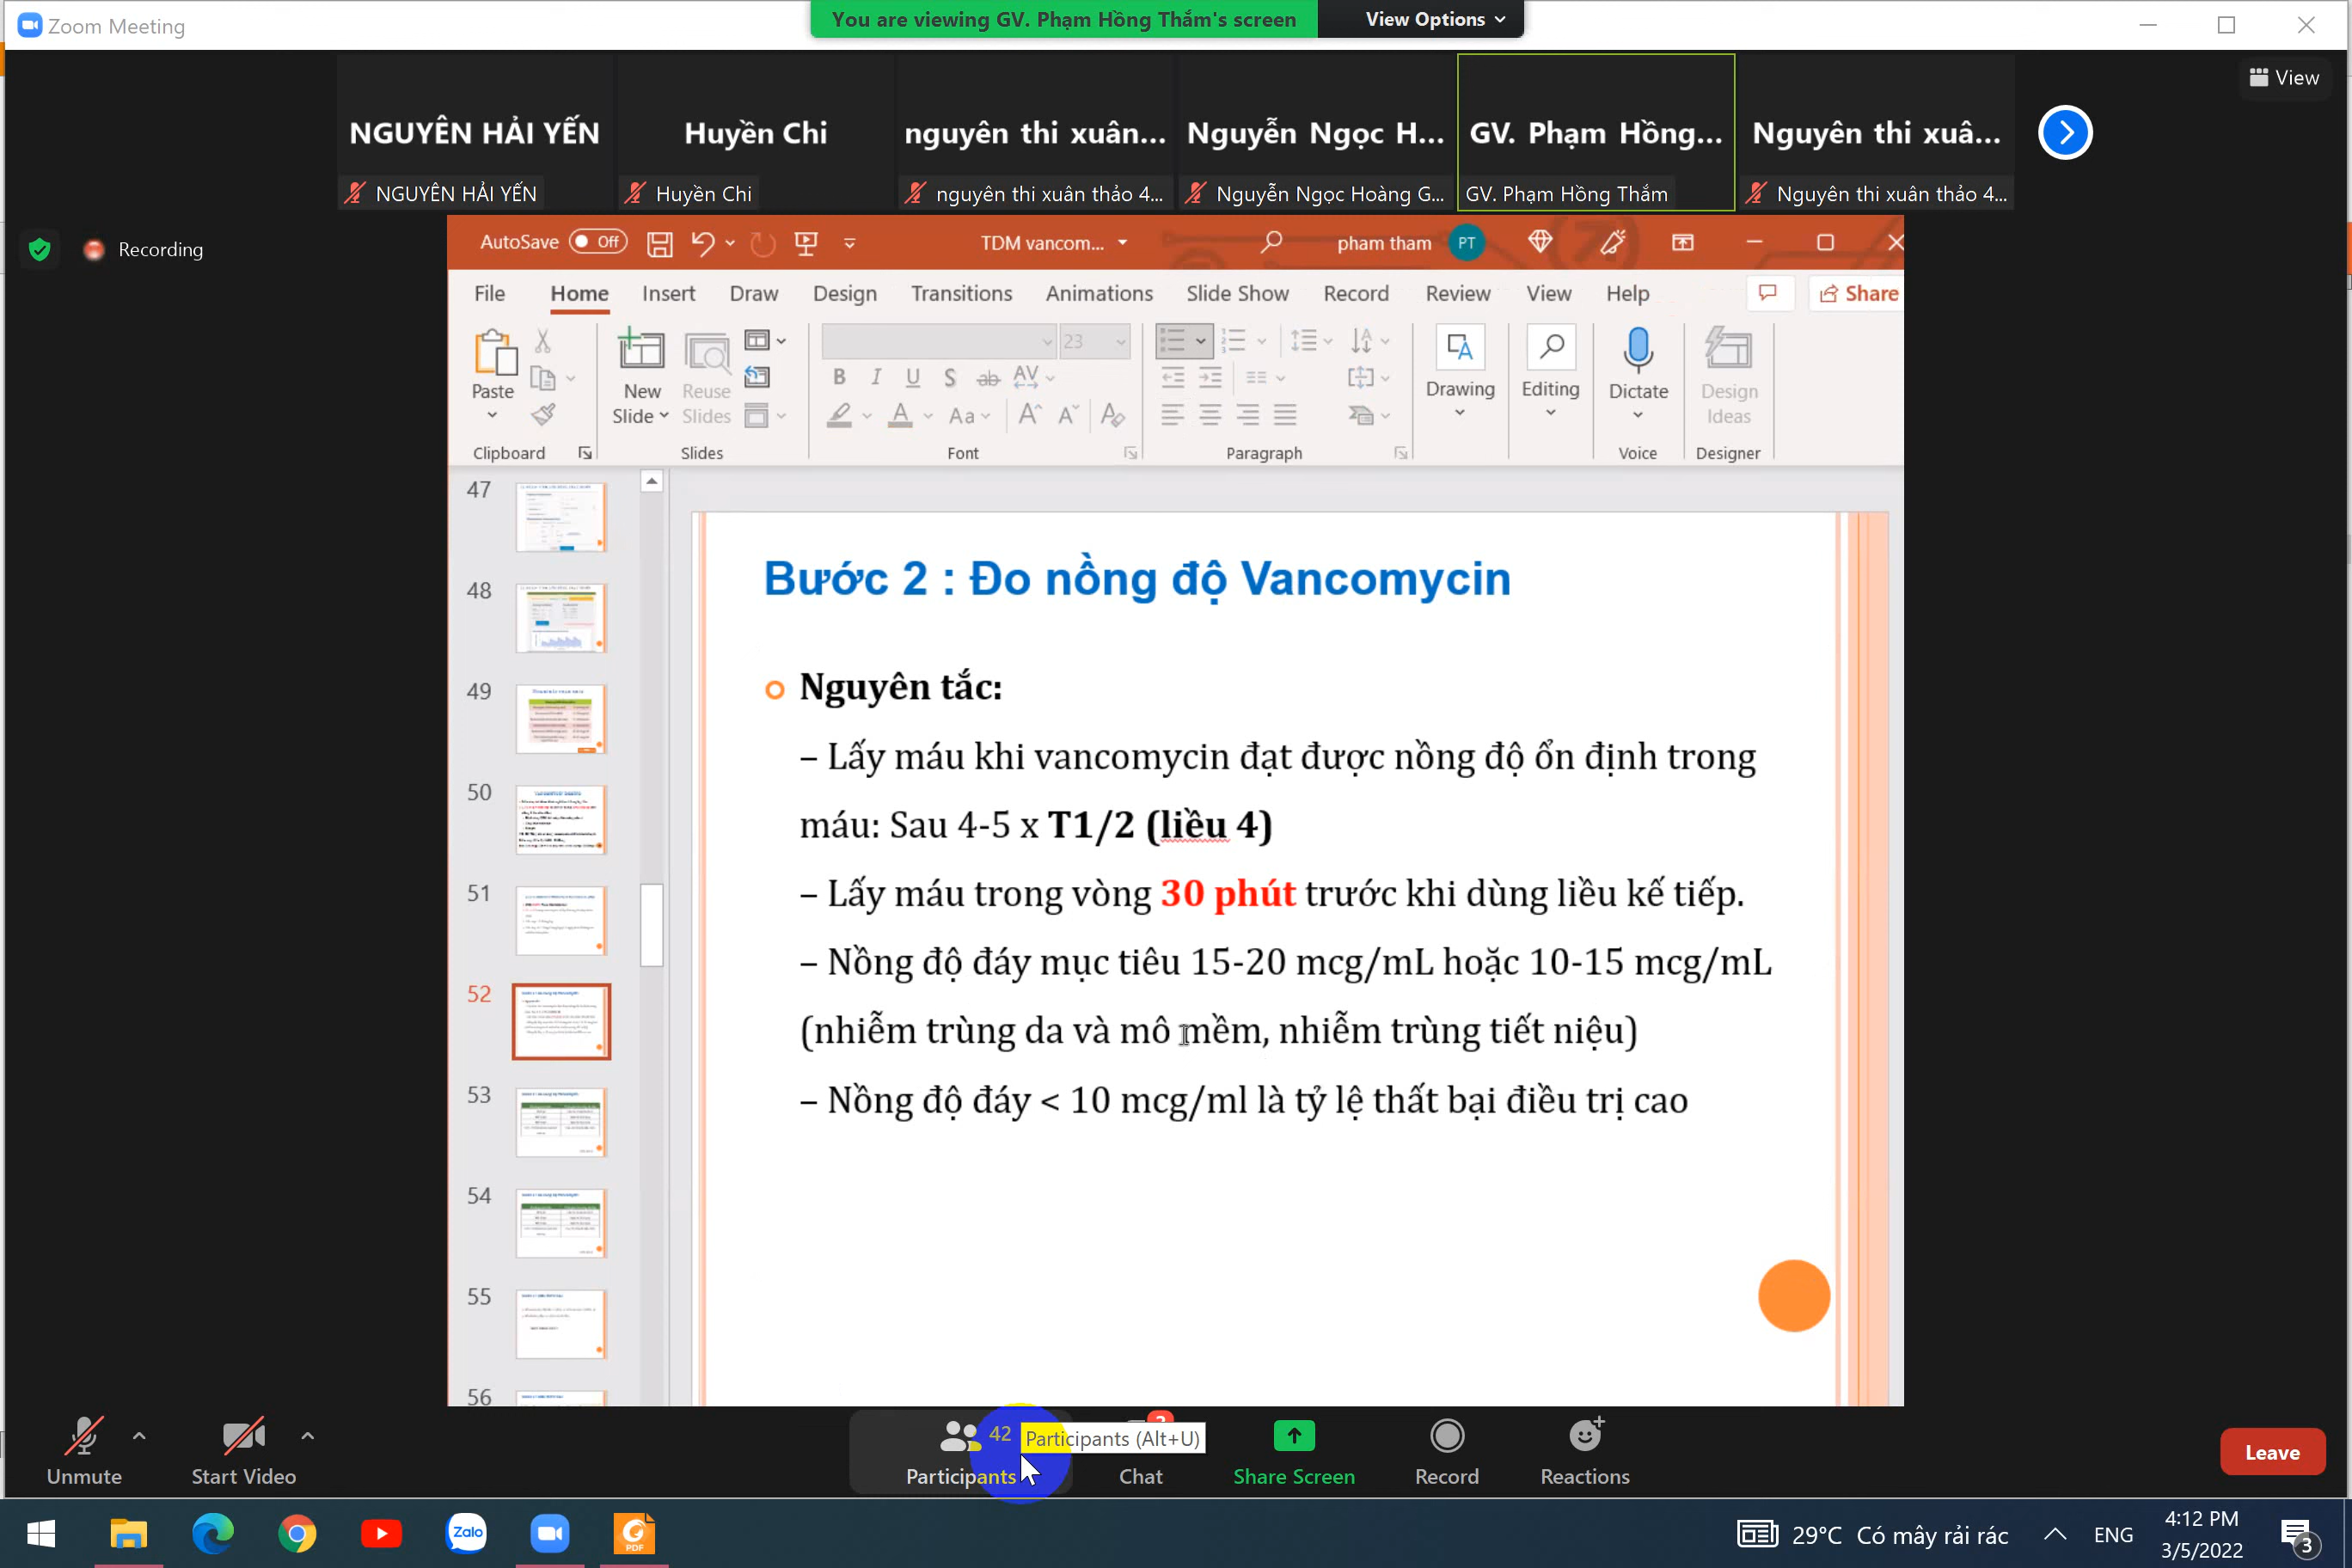 Zoom Meeting
You are viewing GV. Phạm Hồng Thắm's screen
View Options
View
NGUYÊN HẢI YẾN
Huyền Chi
nguyên thi xuân...
Nguyễn Ngọc H...
GV. Phạm Hồng...
Nguyên thi xuâ...
NGUYÊN HẢI YẾN
Huyền Chi
nguyên thi xuân thảo 4...
Nguyễn Ngọc Hoàng G...
GV. Phạm Hồng Thắm
Nguyên thi xuân thảo 4...
Recording
AutoSave Off
TDM vancom...
pham tham PT
File Home Insert Draw Design Transitions Animations Slide Show Record Review View Help Share
Paste
New Slide
Reuse Slides
23
Drawing
Editing
Dictate
Design Ideas
Clipboard Slides Font Paragraph Voice Designer
47
48
49
50
51
52
53
54
55
56
Bước 2 : Đo nồng độ Vancomycin
Nguyên tắc:
– Lấy máu khi vancomycin đạt được nồng độ ổn định trong
máu: Sau 4-5 x T1/2 (liều 4)
– Lấy máu trong vòng 30 phút trước khi dùng liều kế tiếp.
– Nồng độ đáy mục tiêu 15-20 mcg/mL hoặc 10-15 mcg/mL
(nhiễm trùng da và mô mềm, nhiễm trùng tiết niệu)
– Nồng độ đáy < 10 mcg/ml là tỷ lệ thất bại điều trị cao
Unmute
Start Video
42
Participants
Participants (Alt+U)
Chat
Share Screen
Record
Reactions
Leave
Zalo
PDF
29°C Có mây rải rác
ENG
4:12 PM
3/5/2022
3